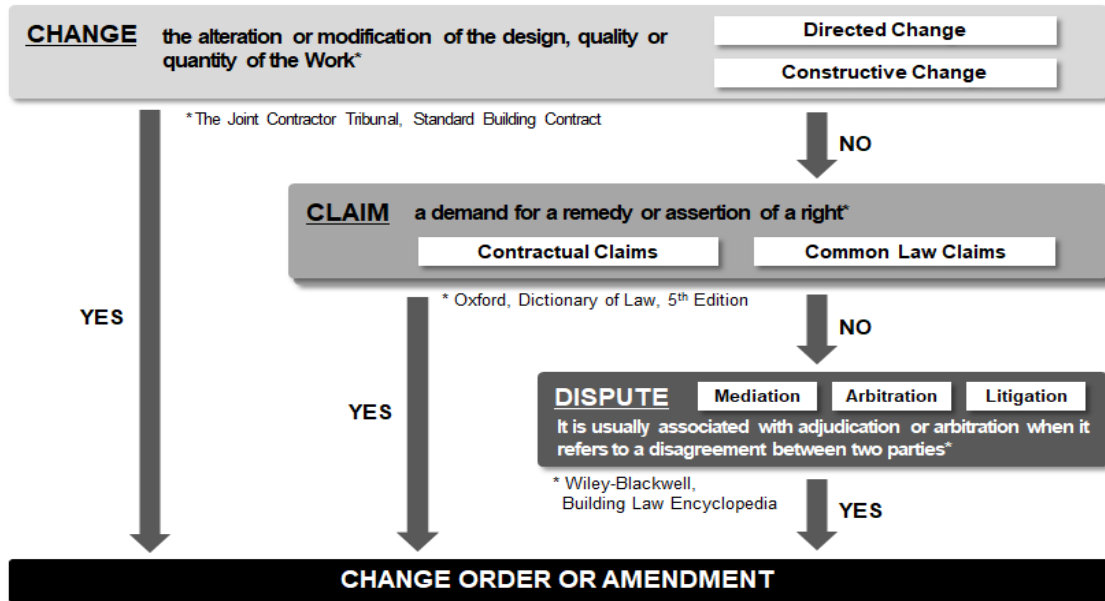 CHANGE the alteration or modification of the design, quality or
quantity of the Work*
Directed Change
Constructive Change
* The Joint Contractor Tribunal, Standard Building Contract
NO
CLAIM a demand for a remedy or assertion of a right*
Contractual Claims Common Law Claims
* Oxford, Dictionary of Law, 5th Edition
YES
NO
YES
DISPUTE Mediation Arbitration Litigation
It is usually associated with adjudication or arbitration when it
refers to a disagreement between two parties*
* Wiley-Blackwell,
Building Law Encyclopedia
YES
CHANGE ORDER OR AMENDMENT